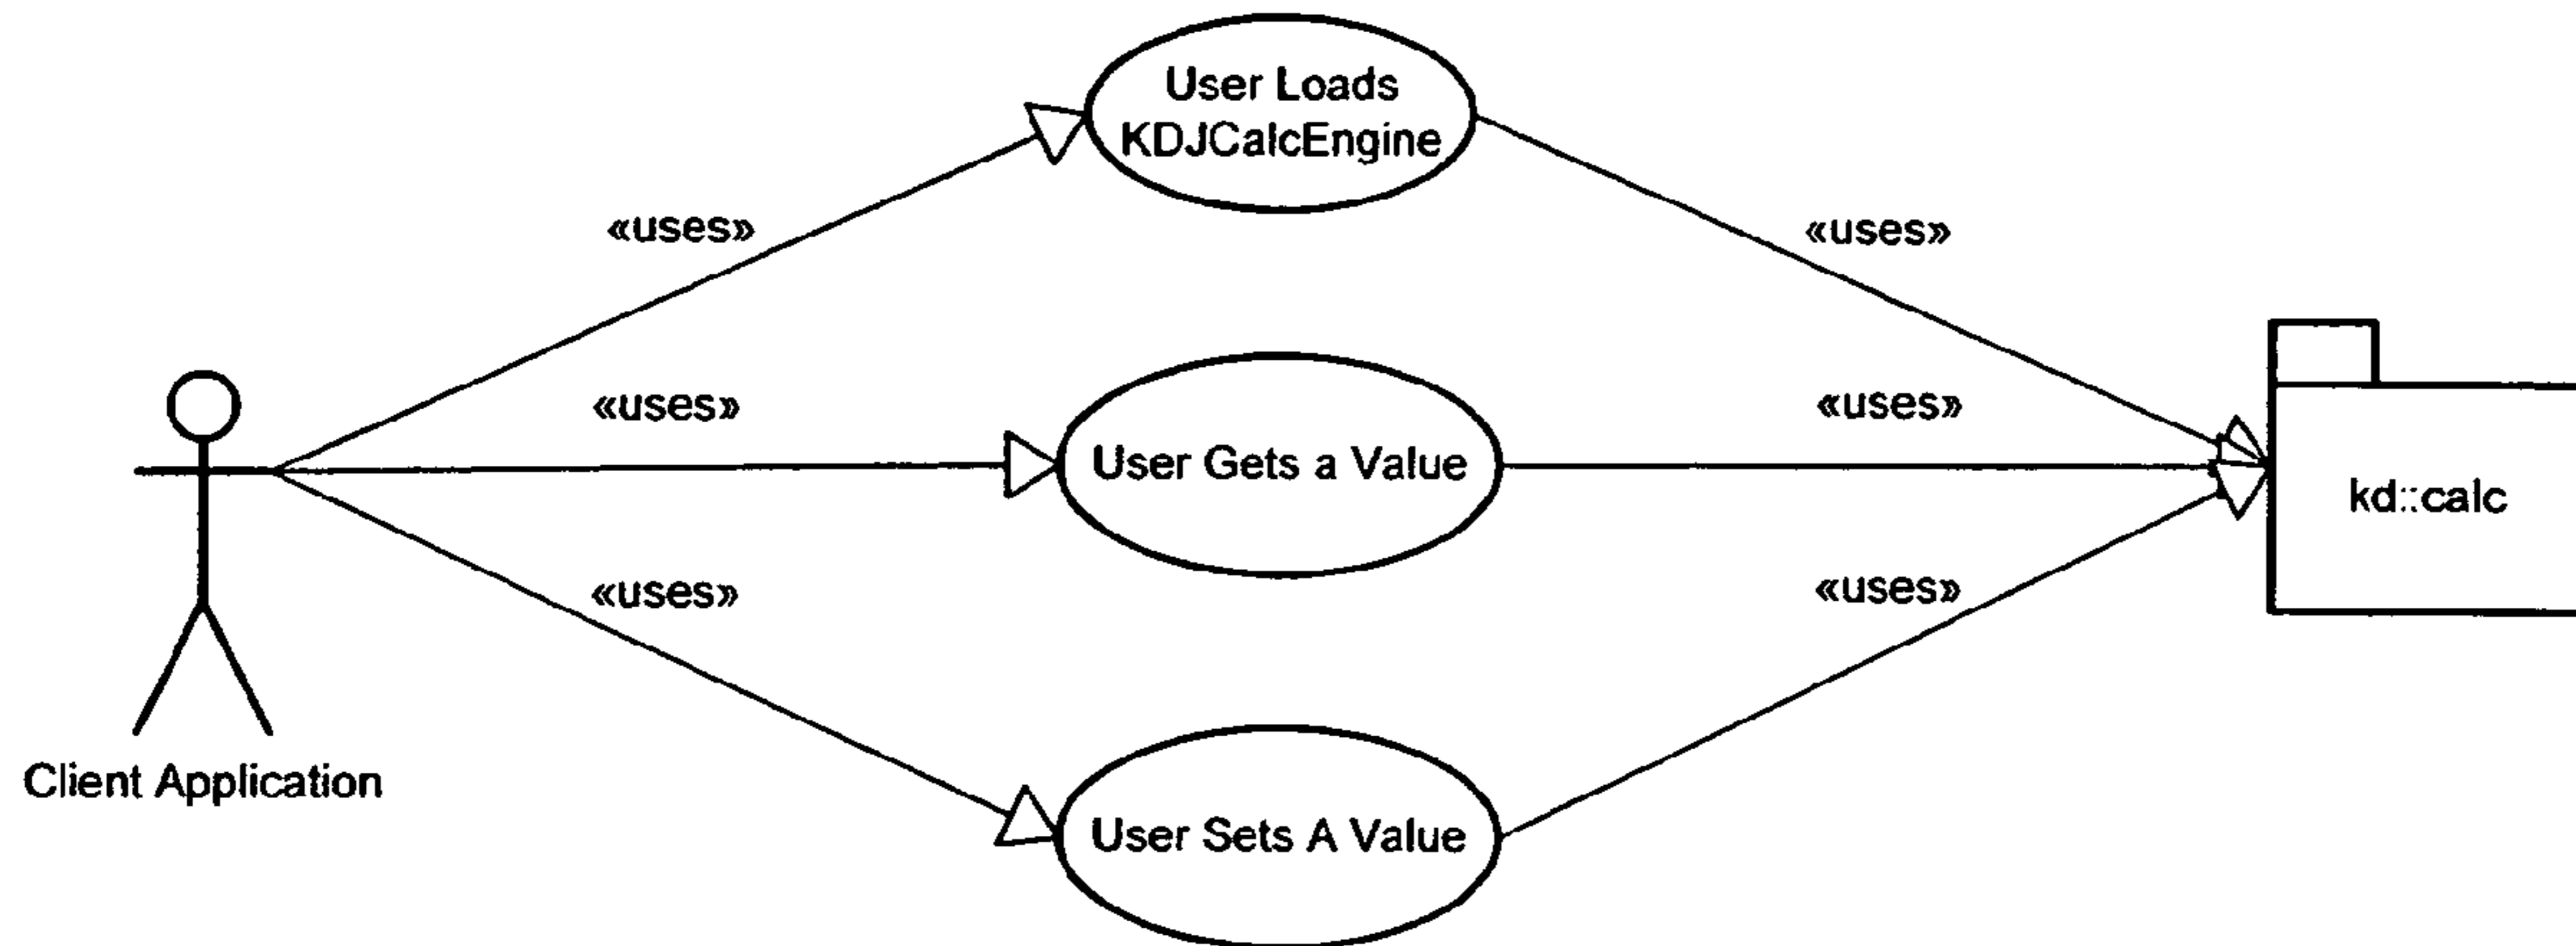 User Loads
KDJCalcEngine
«uses»
«uses»
«uses»
«uses»
User Gets a Value
kd::calc
«uses»
«uses»
Client Application
User Sets A Value